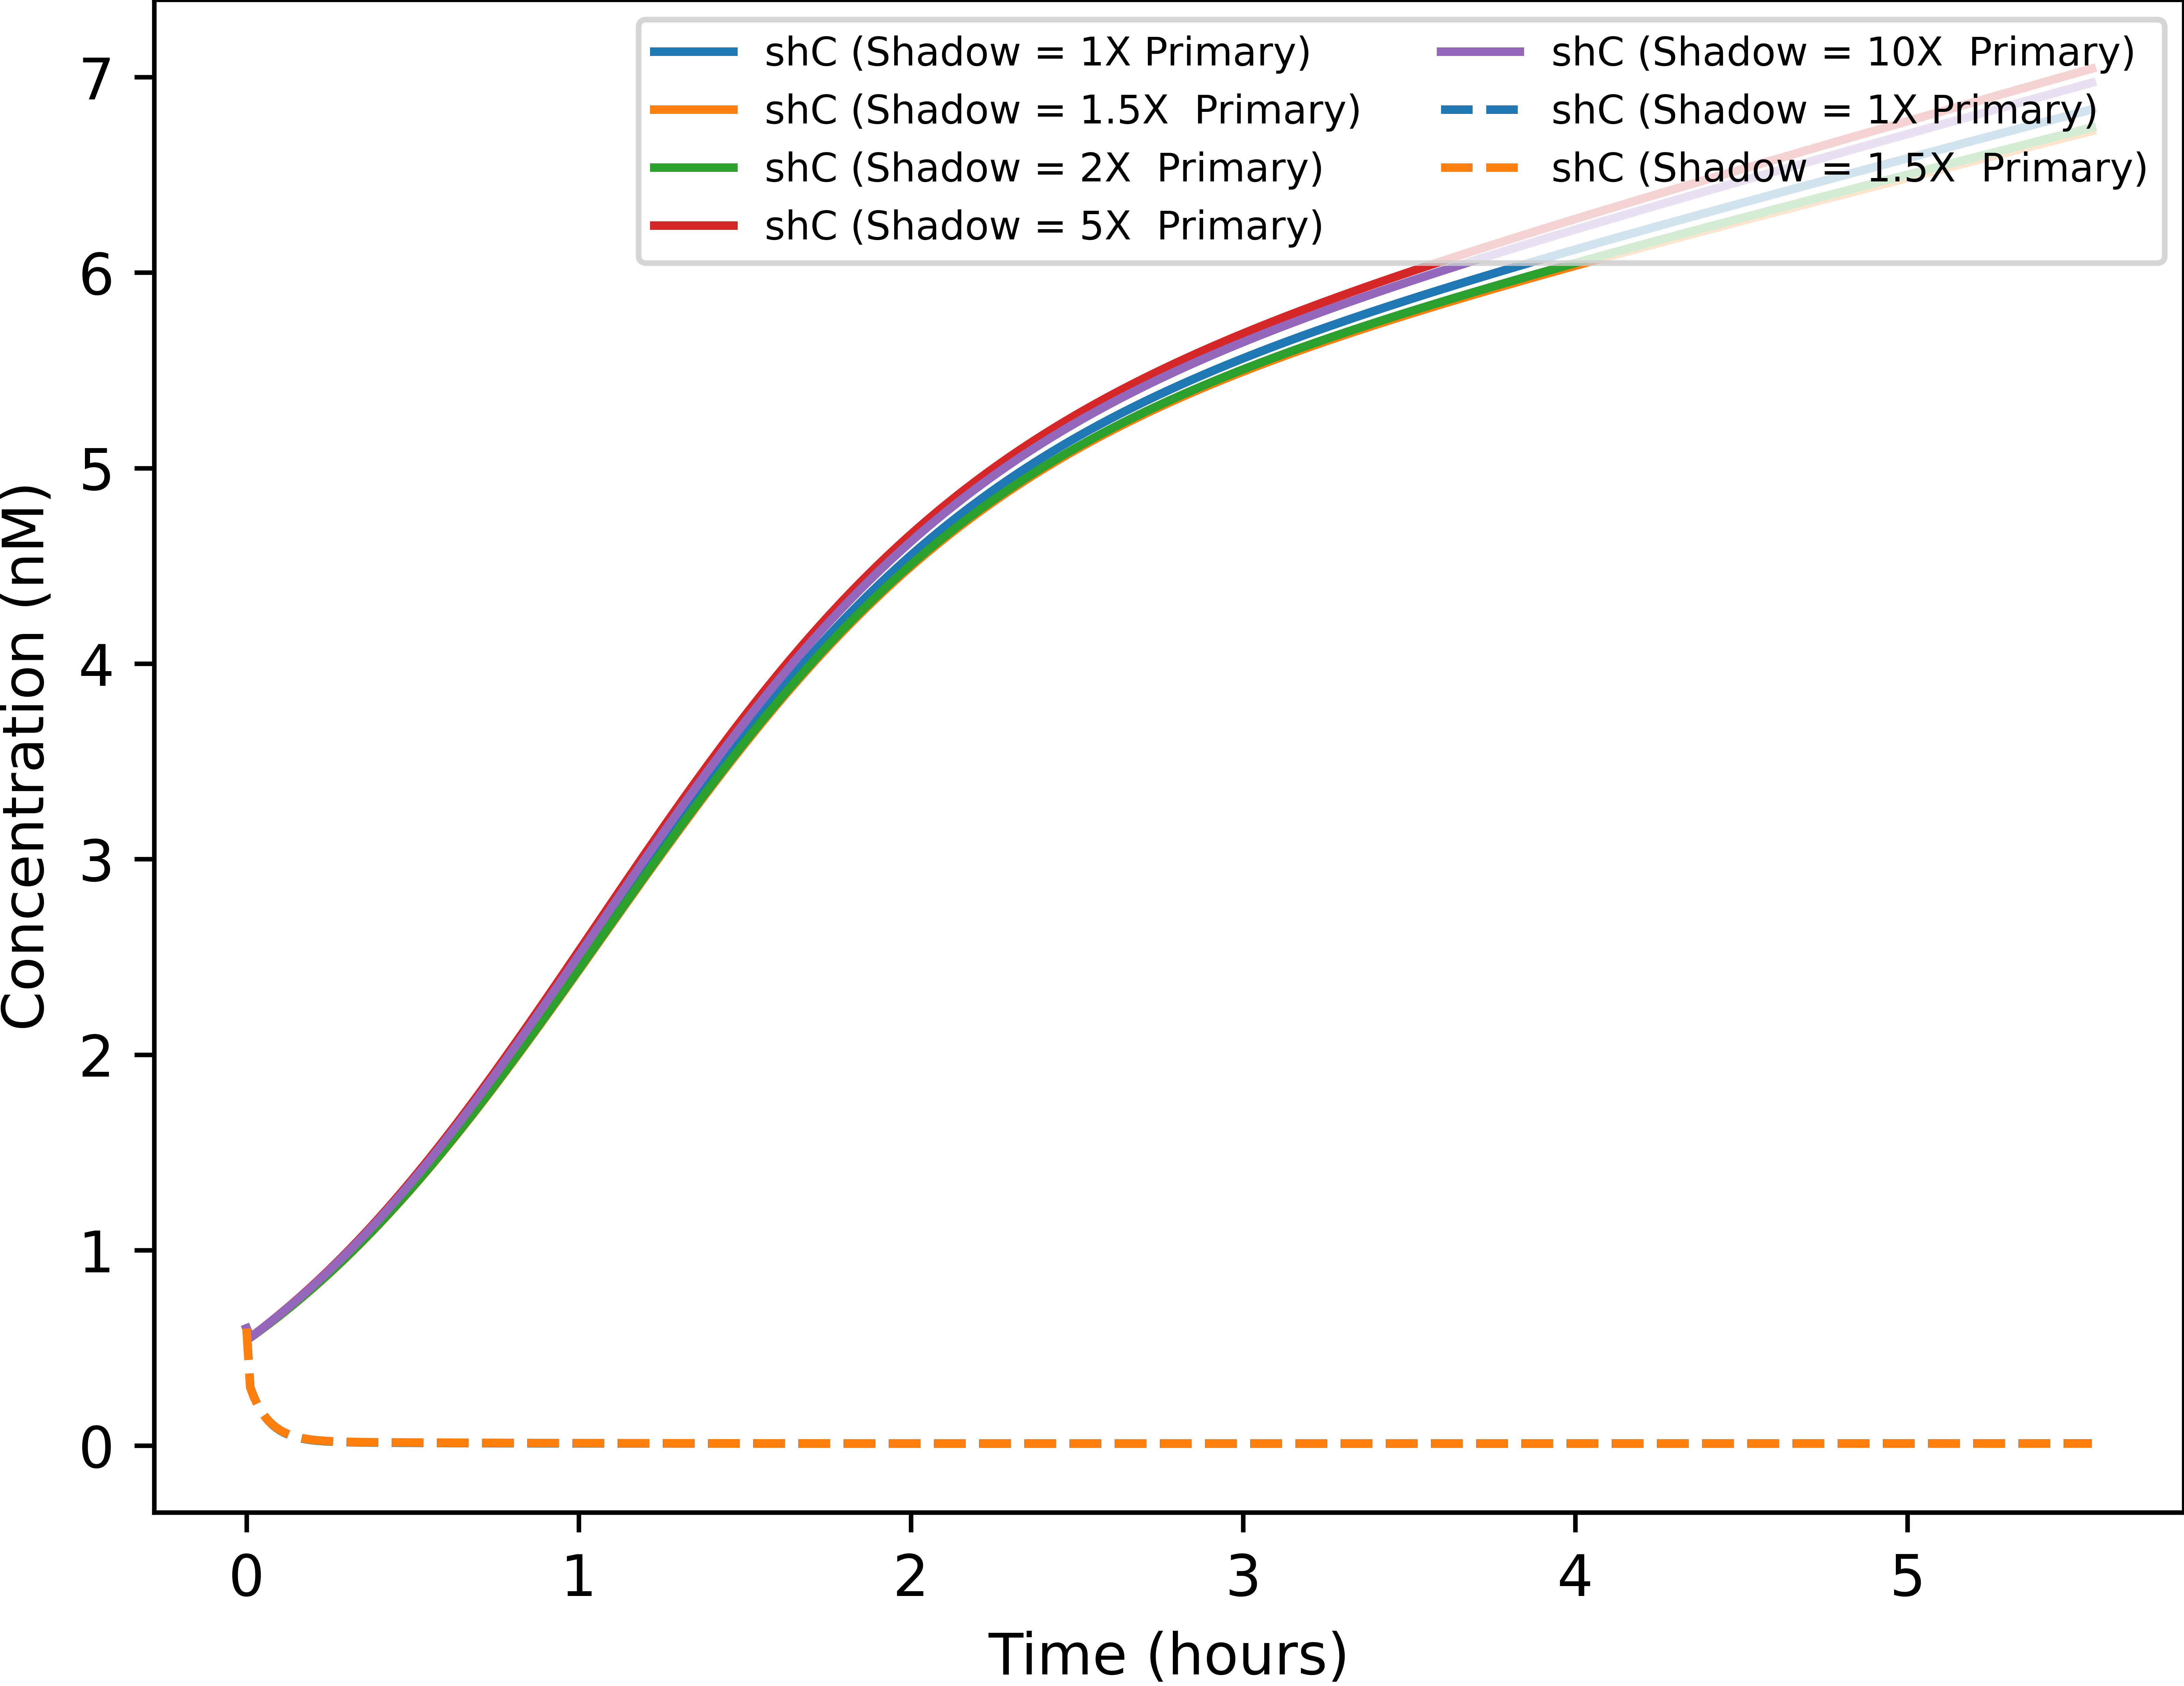 7
6
5
4
3
2
1
0
Concentration (nM)
shC (Shadow = 1X Primary)
shC (Shadow = 1.5X  Primary)
shC (Shadow = 2X  Primary)
shC (Shadow = 5X  Primary)
shC (Shadow = 10X  Primary)
shC (Shadow = 1X Primary)
shC (Shadow = 1.5X  Primary)
0 1 2 3 4 5
Time (hours)